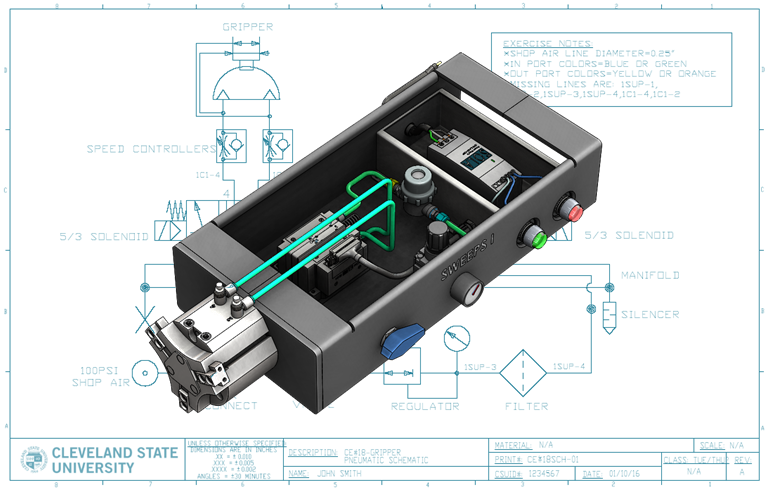 GRIPPER
EXERCISE NOTES:
*SHOP AIR LINE DIAMETER=0.25"
*IN PORT COLORS=BLUE OR GREEN
*OUT PORT COLORS=YELLOW OR ORANGE
MISSING LINES ARE 1SUP-1,
2,1SUP-3,1SUP-4,1C1-4,1C1-2
SPEED CONTROLLERS
1C1-4
4
5/3 SOLENOID
5/3 SOLENOID
SWEEPS I
MANIFOLD
SILENCER
100PSI
SHOP AIR
1SUP-3
1SUP-4
REGULATOR
FILTER
CLEVELAND STATE
UNIVERSITY
UNLESS OTHERWISE SPECIFIED
DIMENSIONS ARE IN INCHES
XX = ±0.010
XXX = ±0.005
XXXX = ±0.002
ANGLES = ±30 MINUTES
DESCRIPTION: CE#18-GRIPPER
PNEUMATIC SCHEMATIC
NAME: JOHN SMITH
MATERIAL: N/A
SCALE: N/A
PRINT#: CE#18SCH-01
CLASS: TUE/THU
REV:
CSUID#: 1234567
DATE: 01/10/16
N/A
A